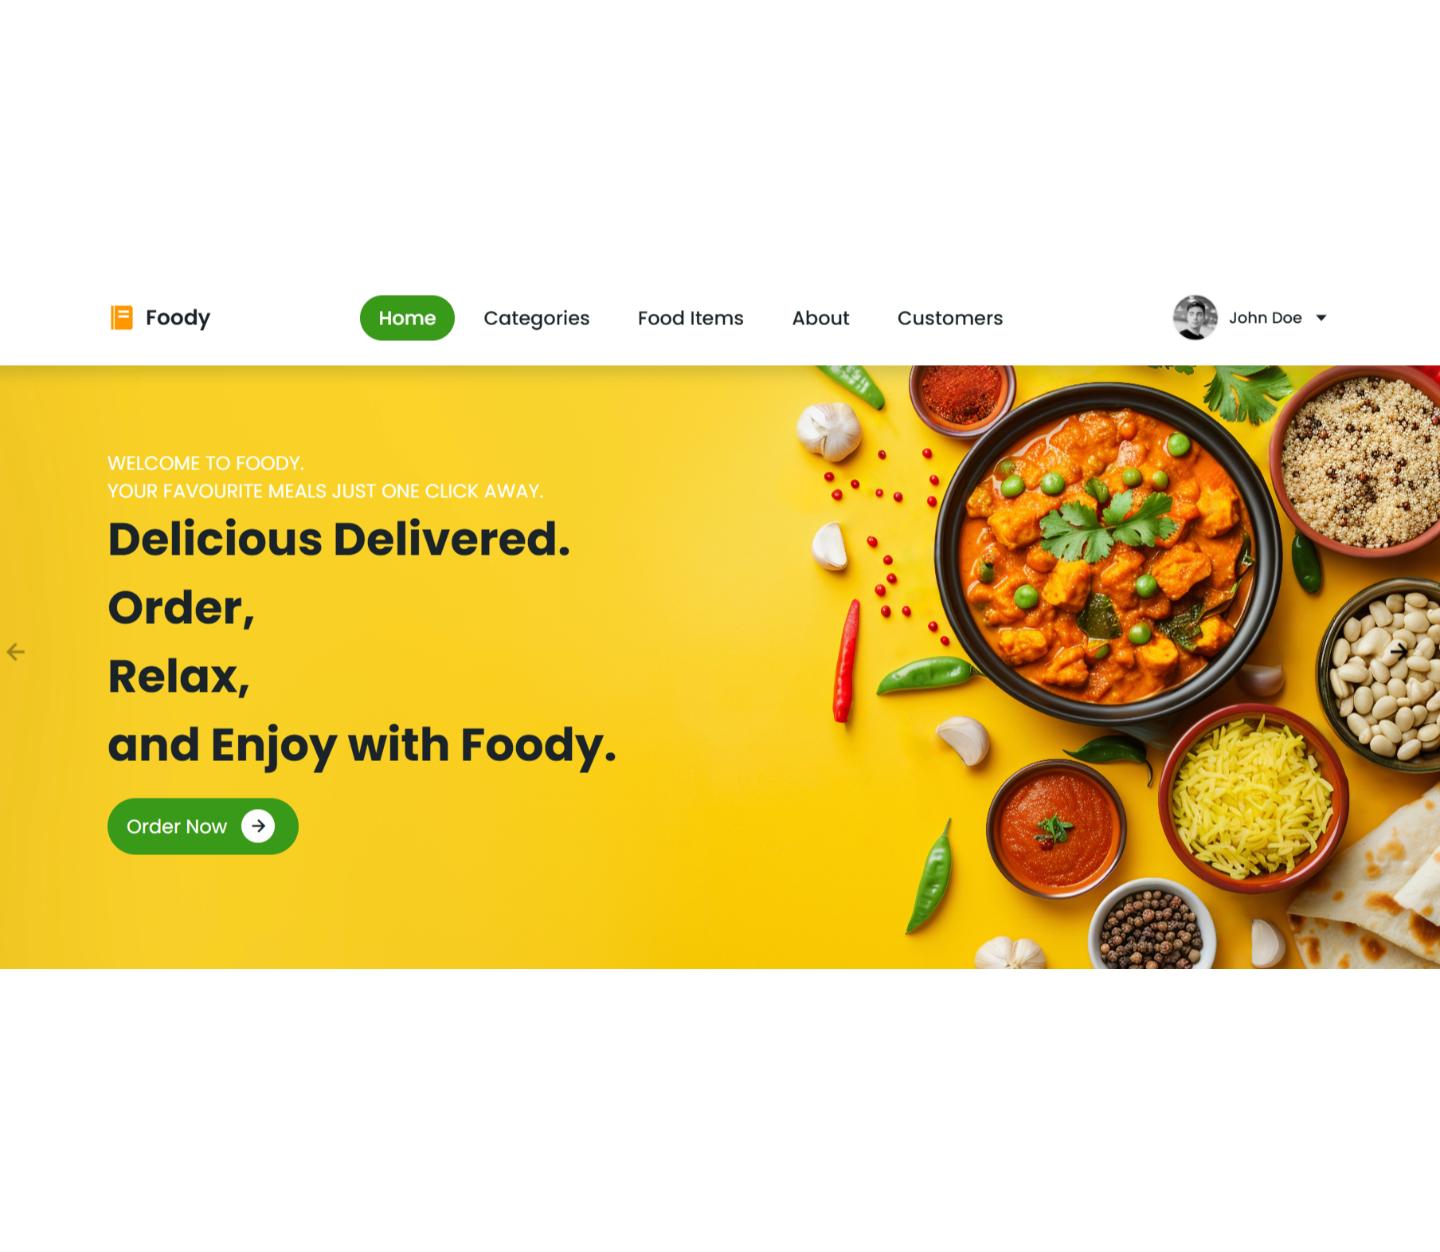 Foody
Home Categories Food Items About Customers
John Doe
WELCOME TO FOODY.
YOUR FAVOURITE MEALS JUST ONE CLICK AWAY.
Delicious Delivered.
Order,
Relax,
and Enjoy with Foody.
Order Now